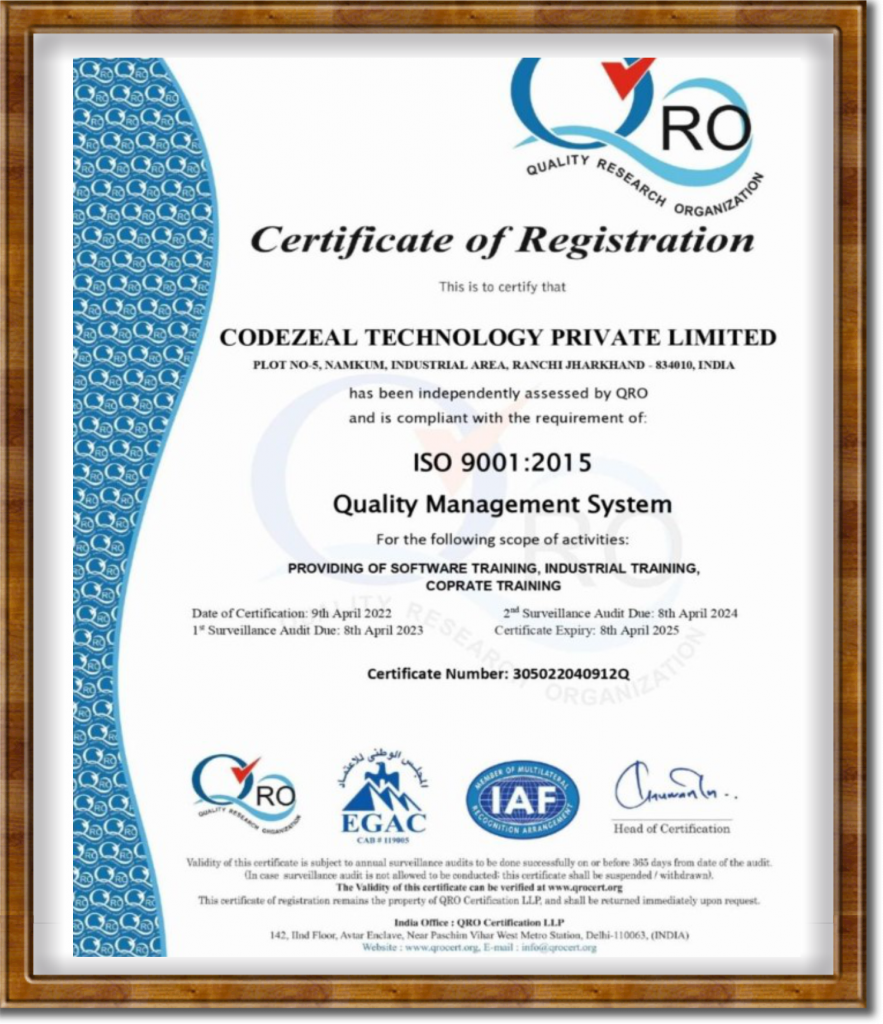 QRO
QUALITY RESEARCH ORGANIZATION
Certificate of Registration
This is to certify that
CODEZEAL TECHNOLOGY PRIVATE LIMITED
PLOT NO-5, NAMKUM, INDUSTRIAL AREA, RANCHI JHARKHAND - 834010, INDIA
has been independently assessed by QRO
and is compliant with the requirement of:
ISO 9001:2015
Quality Management System
For the following scope of activities:
PROVIDING OF SOFTWARE TRAINING, INDUSTRIAL TRAINING,
COPRATE TRAINING
Date of Certification: 9th April 2022
1st Surveillance Audit Due: 8th April 2023
2nd Surveillance Audit Due: 8th April 2024
Certificate Expiry: 8th April 2025
Certificate Number: 305022040912Q
QRO
QUALITY RESEARCH ORGANIZATION
المجلس الوطنى للاعتماد
EGAC
CAB # 119005
MEMBER OF MULTILATERAL
IAF
RECOGNITION ARRANGEMENT
Head of Certification
Validity of this certificate is subject to annual surveillance audits to be done successfully on or before 365 days from date of the audit.
(In case surveillance audit is not allowed to be conducted; this certificate shall be suspended / withdrawn).
The Validity of this certificate can be verified at www.qrocert.org
This certificate of registration remains the property of QRO Certification LLP, and shall be returned immediately upon request.
India Office : QRO Certification LLP
142, IInd Floor, Avtar Enclave, Near Paschim Vihar West Metro Station, Delhi-110063, (INDIA)
Website : www.qrocert.org, E-mail : info@qrocert.org